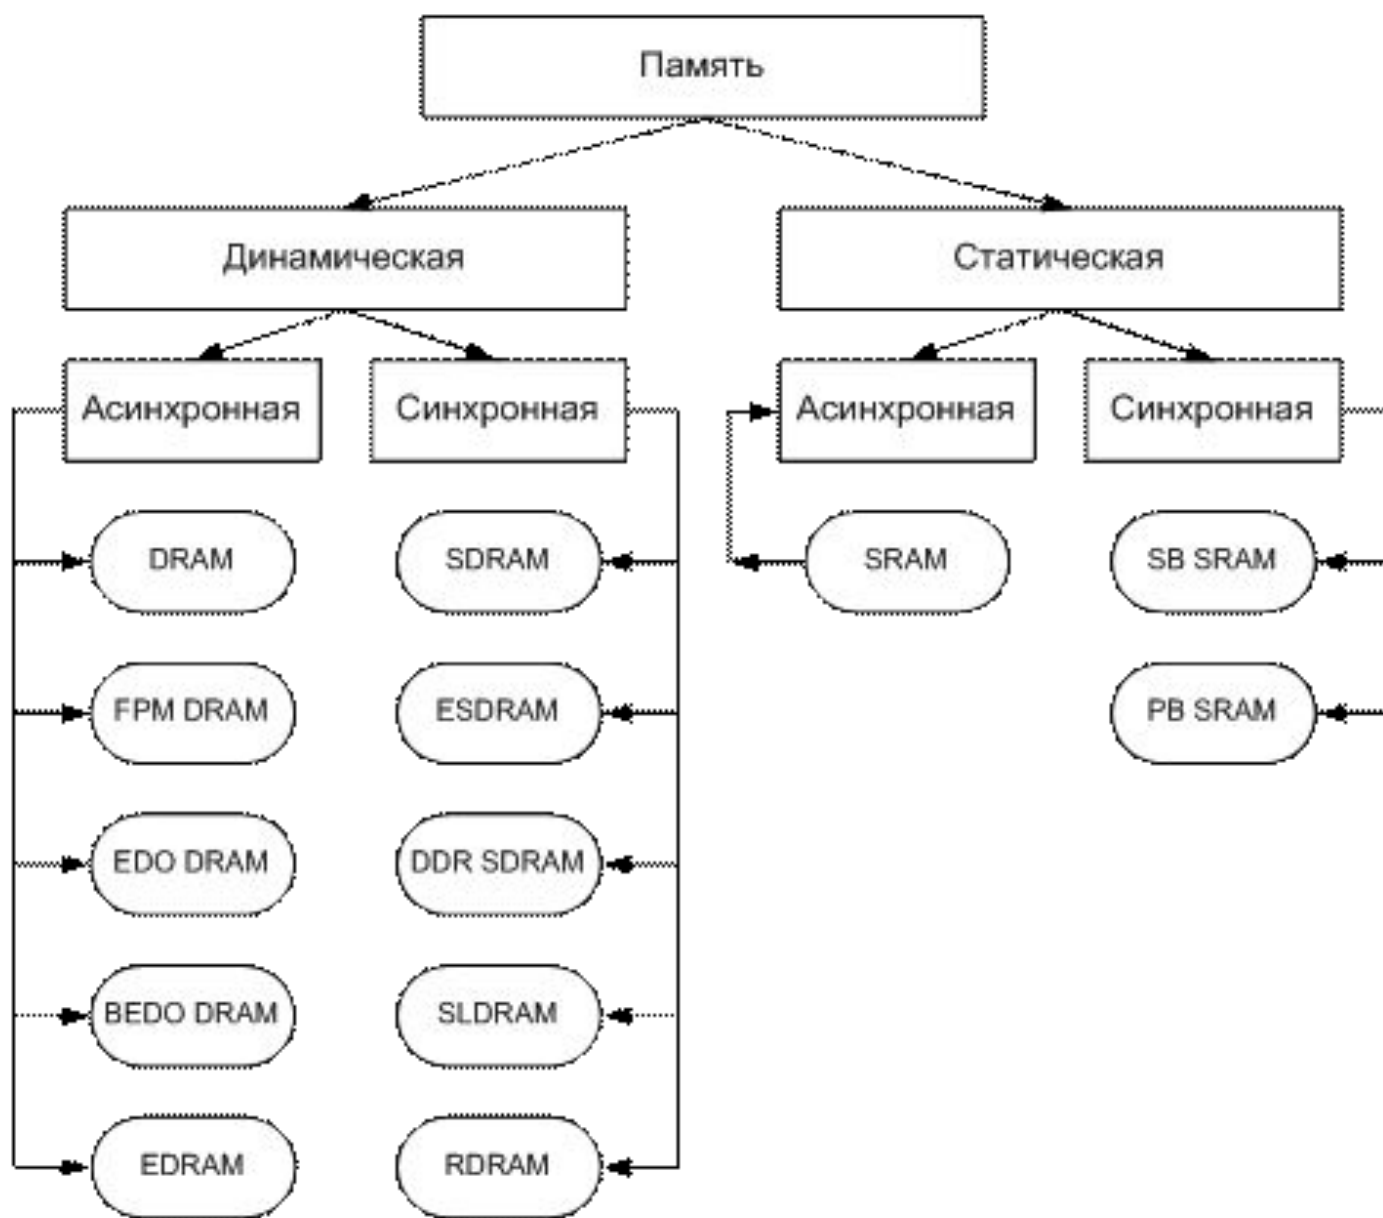 Память
Динамическая
Статическая
Асинхронная
Синхронная
Асинхронная
Синхронная
DRAM
SDRAM
SRAM
SB SRAM
FPM DRAM
ESDRAM
PB SRAM
EDO DRAM
DDR SDRAM
BEDO DRAM
SLDRAM
EDRAM
RDRAM